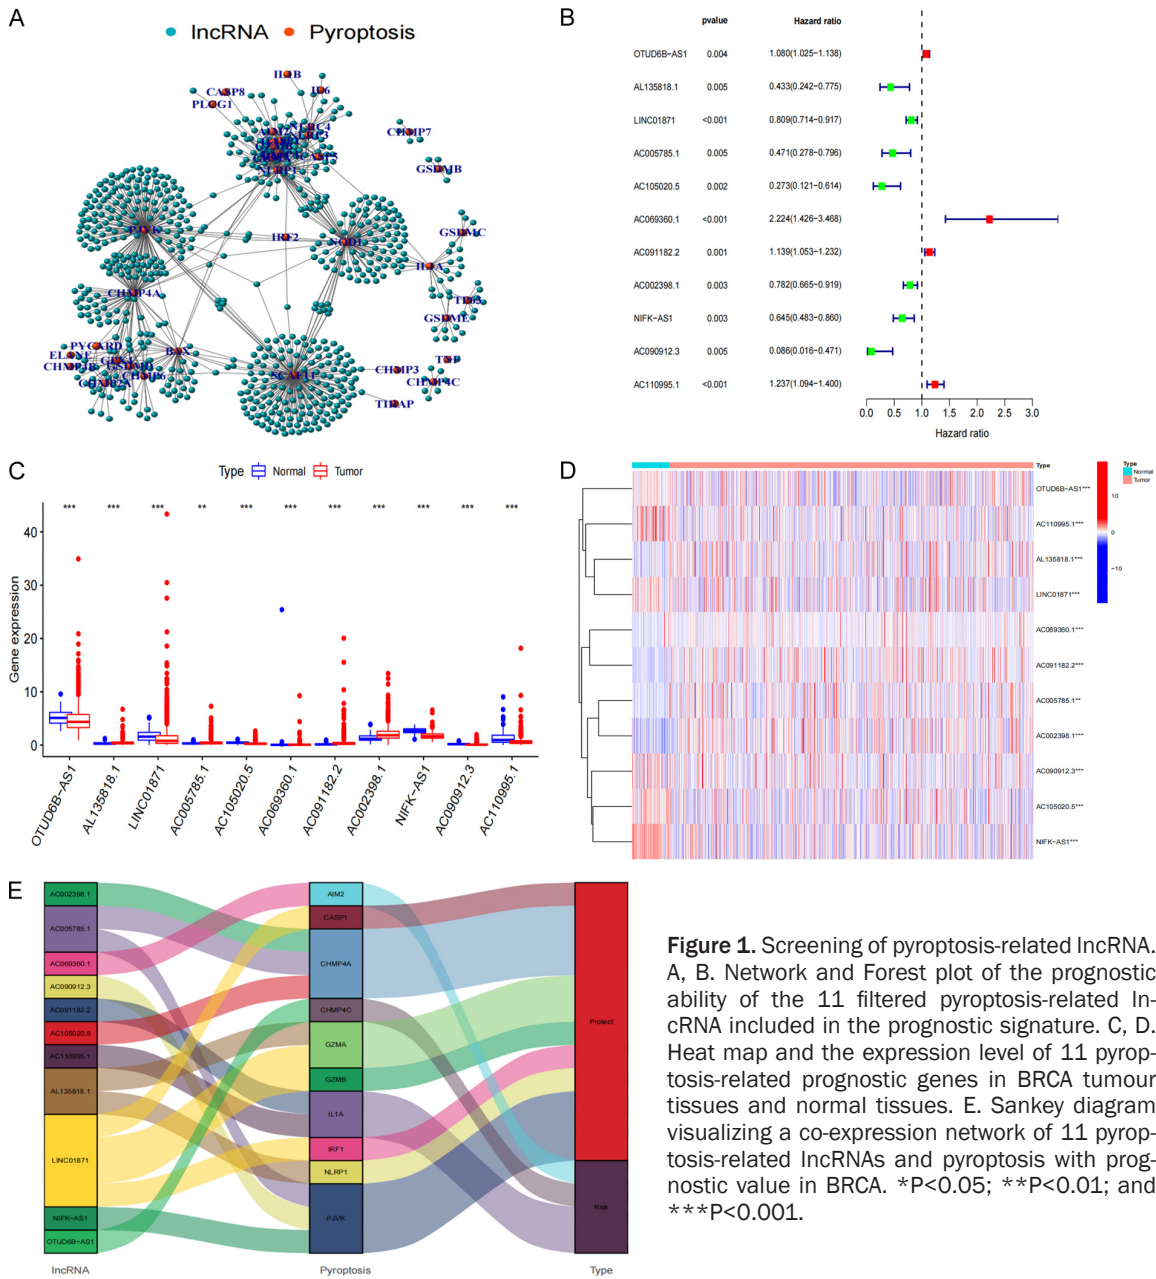 A
lncRNA Pyroptosis
IL1B
CASP8
IL6
PLCG1
NLRC4
NLRP3
CASP5
NLRP1
CHMP7
GSDMB
PJVK
IRF2
NOD1
GSDMC
IL1A
CHMP4A
TP63
GSDME
PYCARD
ELANE
GPX4
CHMP2A
CHMP6
BAX
SCAF11
CHMP3
TNF
CHMP4C
TIRAP
B
pvalue Hazard ratio
OTUD6B−AS1 0.004 1.080(1.025−1.138)
AL135818.1 0.005 0.433(0.242−0.775)
LINC01871 <0.001 0.809(0.714−0.917)
AC005785.1 0.005 0.471(0.278−0.796)
AC105020.5 0.002 0.273(0.121−0.614)
AC069360.1 <0.001 2.224(1.426−3.468)
AC091182.2 0.001 1.139(1.053−1.232)
AC002398.1 0.003 0.782(0.665−0.919)
NIFK−AS1 0.003 0.645(0.483−0.860)
AC090912.3 0.005 0.086(0.016−0.471)
AC110995.1 <0.001 1.237(1.094−1.400)
0.0 0.5 1.0 1.5 2.0 2.5 3.0
Hazard ratio
C
Type Normal Tumor
*** *** *** ** *** *** *** *** *** *** ***
Gene expression
40
30
20
10
0
OTUD6B−AS1 AL135818.1 LINC01871 AC005785.1 AC105020.5 AC069360.1 AC091182.2 AC002398.1 NIFK−AS1 AC090912.3 AC110995.1
D
Type
OTUD6B−AS1***
AC110995.1***
AL135818.1***
LINC01871***
AC069360.1***
AC091182.2***
AC005785.1**
AC002398.1***
AC090912.3***
AC105020.5***
NIFK−AS1***
10
−10
Type
Normal
Tumor
E
AC002398.1
AC005785.1
AC069360.1
AC090912.3
AC091182.2
AC105020.5
AC110995.1
AL135818.1
LINC01871
NIFK−AS1
OTUD6B−AS1
lncRNA
AIM2
CASP1
CHMP4A
CHMP4C
GZMA
GZMB
IL1A
IRF1
NLRP1
PJVK
Pyroptosis
Protect
Risk
Type
Figure 1. Screening of pyroptosis-related lncRNA.
A, B. Network and Forest plot of the prognostic
ability of the 11 filtered pyroptosis-related ln-
cRNA included in the prognostic signature. C, D.
Heat map and the expression level of 11 pyrop-
tosis-related prognostic genes in BRCA tumour
tissues and normal tissues. E. Sankey diagram
visualizing a co-expression network of 11 pyrop-
tosis-related lncRNAs and pyroptosis with prog-
nostic value in BRCA. *P<0.05; **P<0.01; and
***P<0.001.